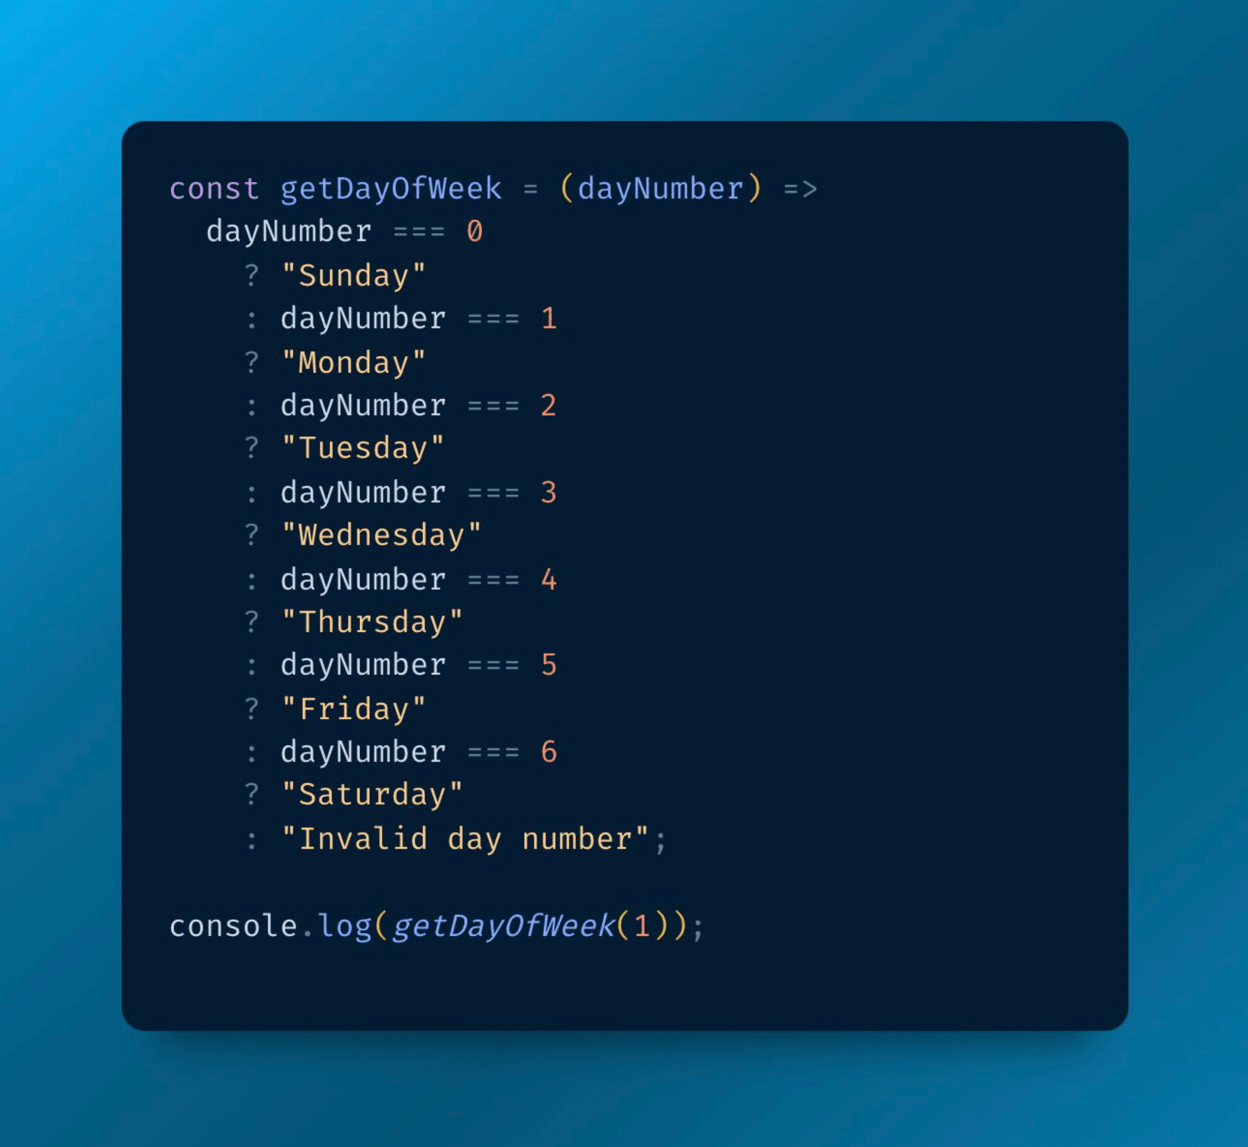 const getDayOfWeek = (dayNumber) =>
  dayNumber === 0
    ? "Sunday"
    : dayNumber === 1
    ? "Monday"
    : dayNumber === 2
    ? "Tuesday"
    : dayNumber === 3
    ? "Wednesday"
    : dayNumber === 4
    ? "Thursday"
    : dayNumber === 5
    ? "Friday"
    : dayNumber === 6
    ? "Saturday"
    : "Invalid day number";

console.log(getDayOfWeek(1));